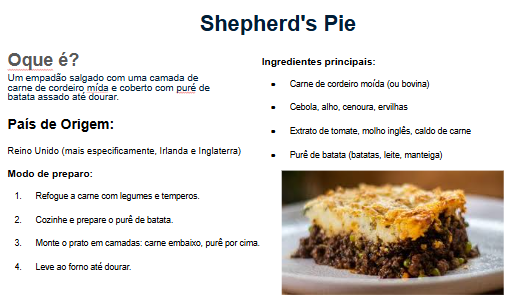 Shepherd's Pie
Oque é?
Um empadão salgado com uma camada de
carne de cordeiro mída e coberto com puré de
batata assado até dourar.
País de Origem:
Reino Unido (mais especificamente, Irlanda e Inglaterra)
Modo de preparo:
1. Refogue a carne com legumes e temperos.
2. Cozinhe e prepare o purê de batata.
3. Monte o prato em camadas: carne embaixo, purê por cima.
4. Leve ao forno até dourar.
Ingredientes principais:
• Carne de cordeiro moída (ou bovina)
• Cebola, alho, cenoura, ervilhas
• Extrato de tomate, molho inglês, caldo de carne
• Purê de batata (batatas, leite, manteiga)